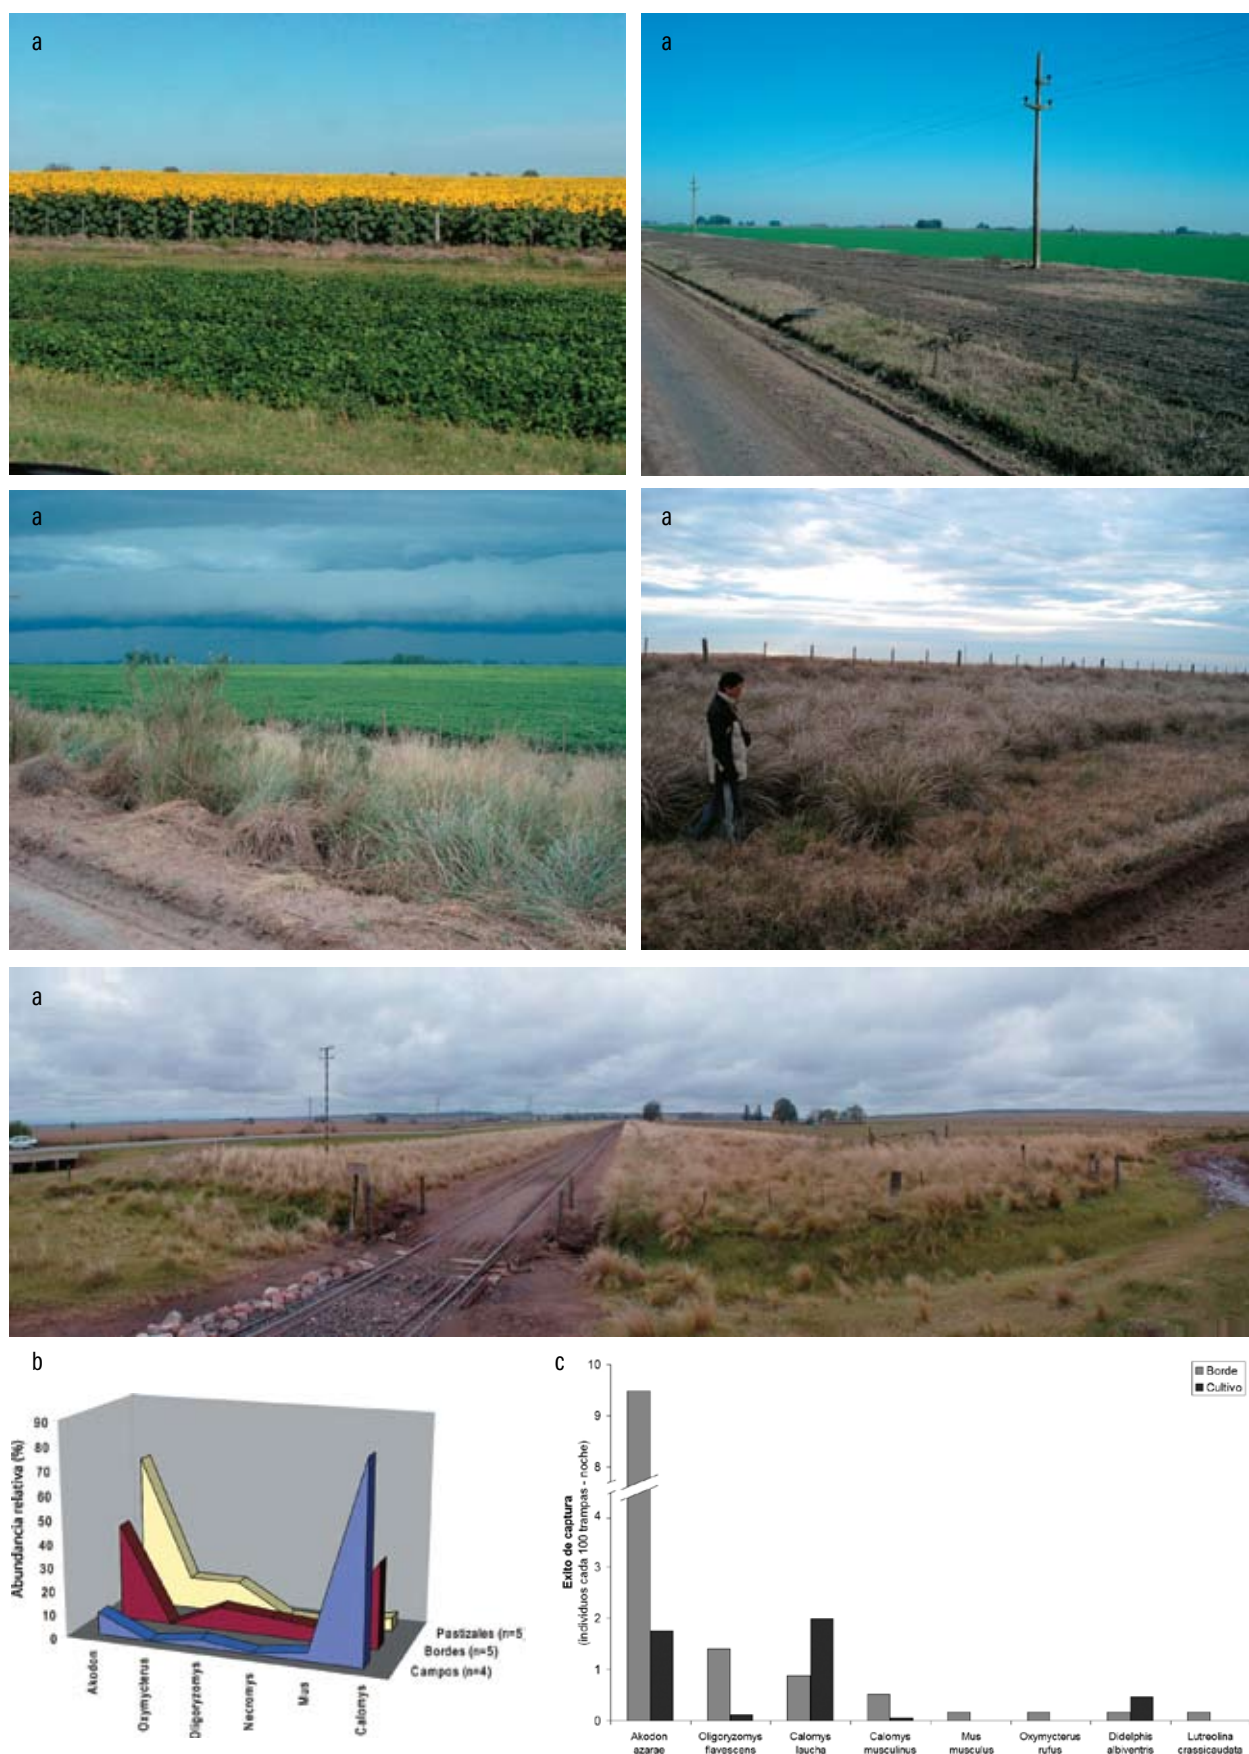 a
a
a
a
a
b
Abundancia relativa (%)
90
80
70
60
50
40
30
20
10
0
Akodon
Oxymycterus
Oligoryzomys
Necromys
Mus
Calomys
Pastizales (n=5
Bordes (n=5)
Campos (n=4)
c
Exito de captura
(individuos cada 100 trampas - noche)
10
9
8
4
3
2
1
0
Borde
Cultivo
Akodon azarae
Oligoryzomys flavescens
Calomys laucha
Calomys musculinus
Mus musculus
Oxymycterus rufus
Didelphis albiventris
Lutreolina crassicaudata